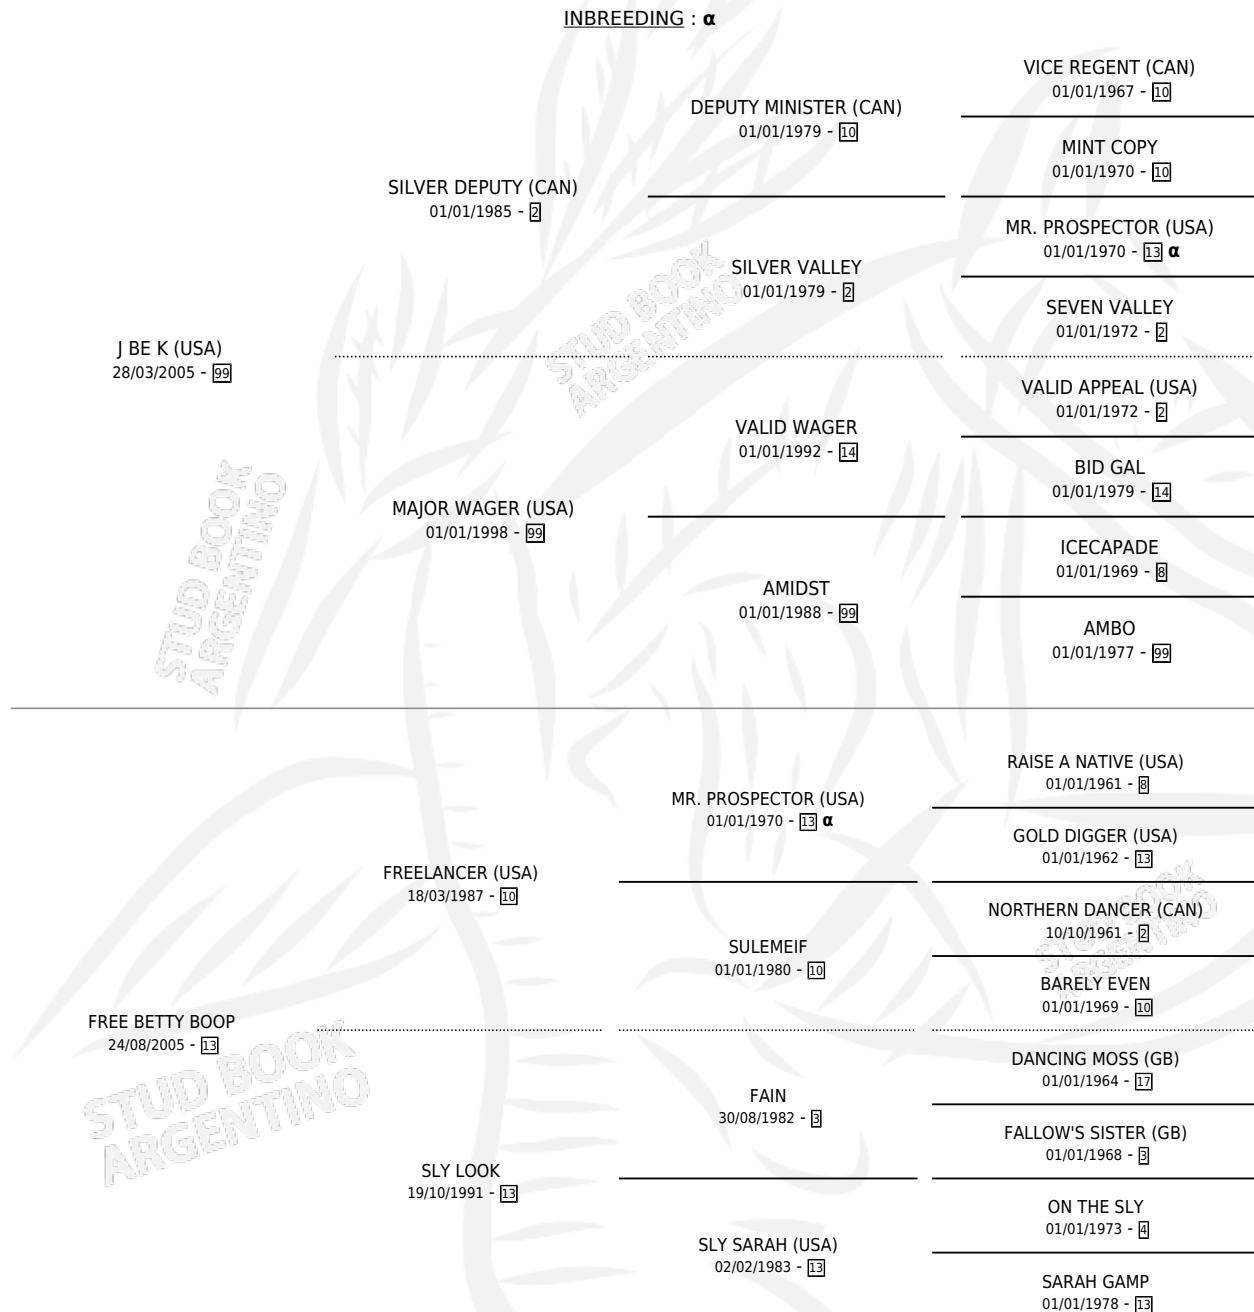 INBREEDING : α
VICE REGENT (CAN)
01/01/1967 - 10
DEPUTY MINISTER (CAN)
01/01/1979 - 10
MINT COPY
01/01/1970 - 10
SILVER DEPUTY (CAN)
01/01/1985 - 2
MR. PROSPECTOR (USA)
01/01/1970 - 13 α
SILVER VALLEY
01/01/1979 - 2
SEVEN VALLEY
01/01/1972 - 2
J BE K (USA)
28/03/2005 - 99
VALID APPEAL (USA)
01/01/1972 - 2
VALID WAGER
01/01/1992 - 14
BID GAL
01/01/1979 - 14
MAJOR WAGER (USA)
01/01/1998 - 99
ICECAPADE
01/01/1969 - 8
AMIDST
01/01/1988 - 99
AMBO
01/01/1977 - 99
RAISE A NATIVE (USA)
01/01/1961 - 8
MR. PROSPECTOR (USA)
01/01/1970 - 13 α
GOLD DIGGER (USA)
01/01/1962 - 13
FREELANCER (USA)
18/03/1987 - 10
NORTHERN DANCER (CAN)
10/10/1961 - 2
SULEMEIF
01/01/1980 - 10
BARELY EVEN
01/01/1969 - 10
FREE BETTY BOOP
24/08/2005 - 13
DANCING MOSS (GB)
01/01/1964 - 17
FAIN
30/08/1982 - 3
FALLOW'S SISTER (GB)
01/01/1968 - 3
SLY LOOK
19/10/1991 - 13
ON THE SLY
01/01/1973 - 4
SLY SARAH (USA)
02/02/1983 - 13
SARAH GAMP
01/01/1978 - 13
STUD BOOK
ARGENTINO
STUD BOOK
ARGENTINO
STUD BOOK
ARGENTINO
STUD BOOK
ARGENTINO